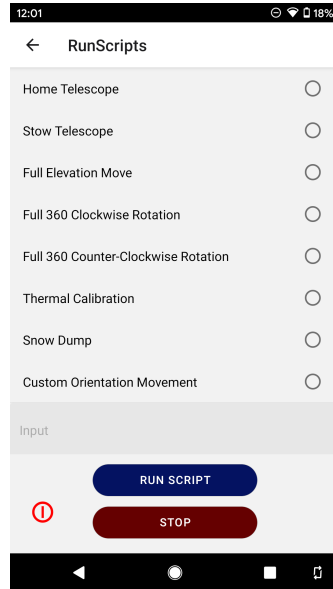 12:01 18%
RunScripts
Home Telescope
Stow Telescope
Full Elevation Move
Full 360 Clockwise Rotation
Full 360 Counter-Clockwise Rotation
Thermal Calibration
Snow Dump
Custom Orientation Movement
Input
RUN SCRIPT
STOP